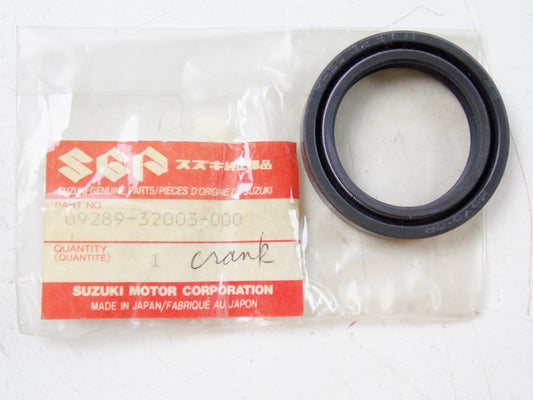 SGP スズキ純正部品
SUZUKI GENUINE PARTS/PIÈCES D'ORIGINE DE SUZUKI
PART NO.
09289-32003-000
QUANTITY
(QUANTITÉ)
1 crank
SUZUKI MOTOR CORPORATION
MADE IN JAPAN/FABRIQUÉ AU JAPON